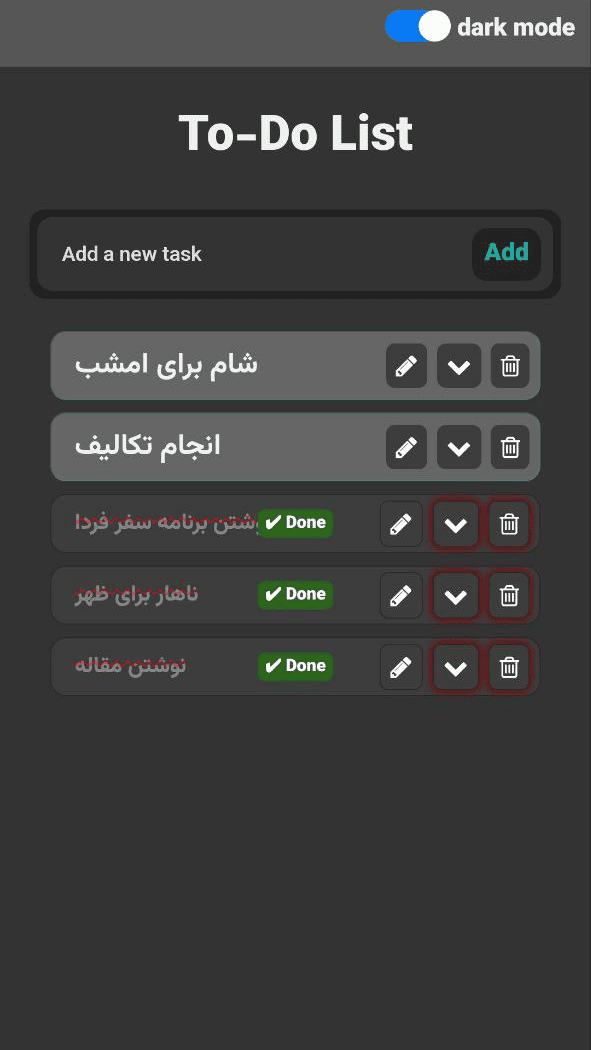 dark mode
To-Do List
Add a new task
Add
شام برای امشب
انجام تکالیف
نوشتن برنامه سفر فردا
✔ Done
ناهار برای ظهر
✔ Done
نوشتن مقاله
✔ Done